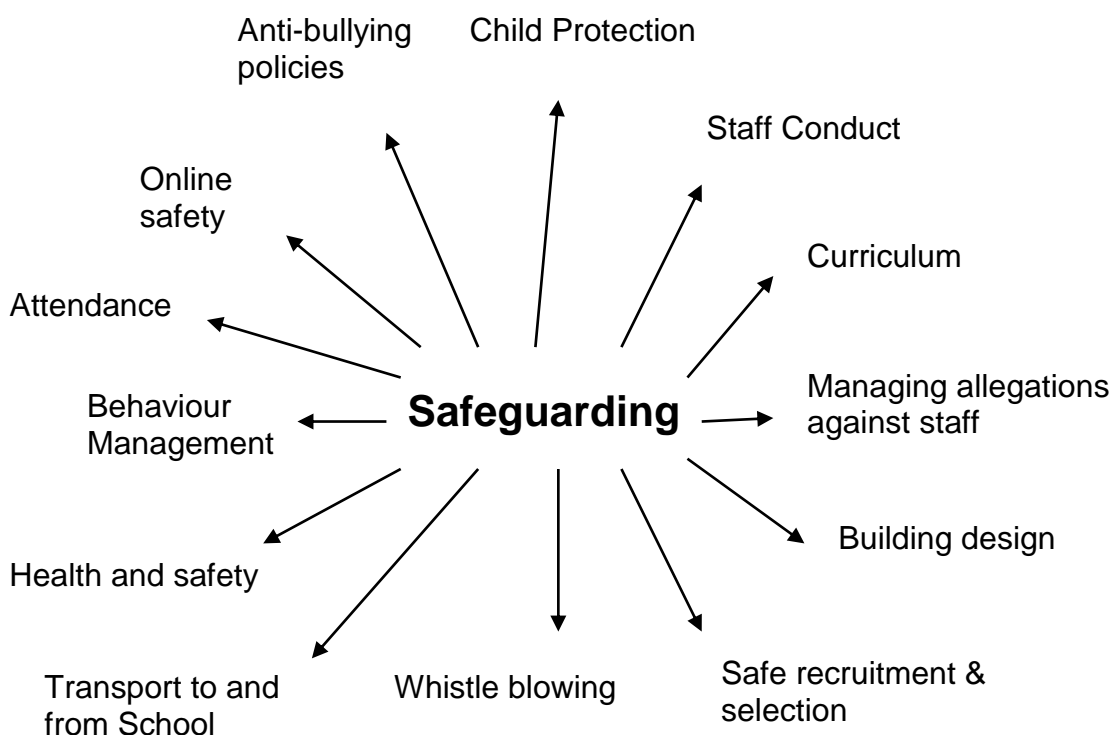 Anti-bullying
policies
Child Protection
Staff Conduct
Online
safety
Curriculum
Attendance
Behaviour
Management
Safeguarding
Managing allegations
against staff
Building design
Health and safety
Transport to and
from School
Whistle blowing
Safe recruitment &
selection